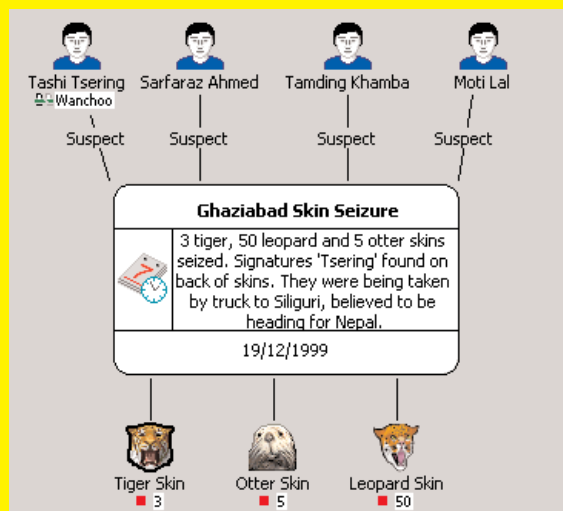 Tashi Tsering Sarfaraz Ahmed Tamding Khamba Moti Lal
Wanchoo
Suspect Suspect Suspect Suspect
Ghaziabad Skin Seizure
3 tiger, 50 leopard and 5 otter skins
seized. Signatures 'Tsering' found on
back of skins. They were being taken
by truck to Siliguri, believed to be
heading for Nepal.
7
19/12/1999
Tiger Skin Otter Skin Leopard Skin
3 5 50